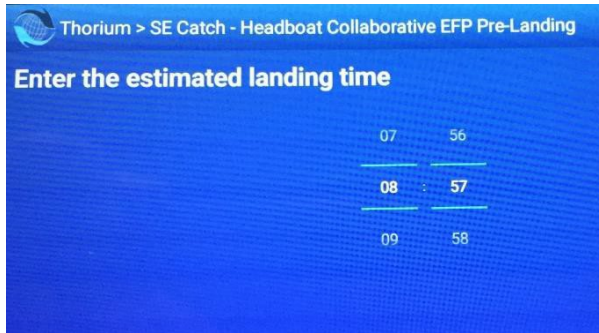 Thorium > SE Catch - Headboat Collaborative EFP Pre-Landing
Enter the estimated landing time
07 56
08 : 57
09 58